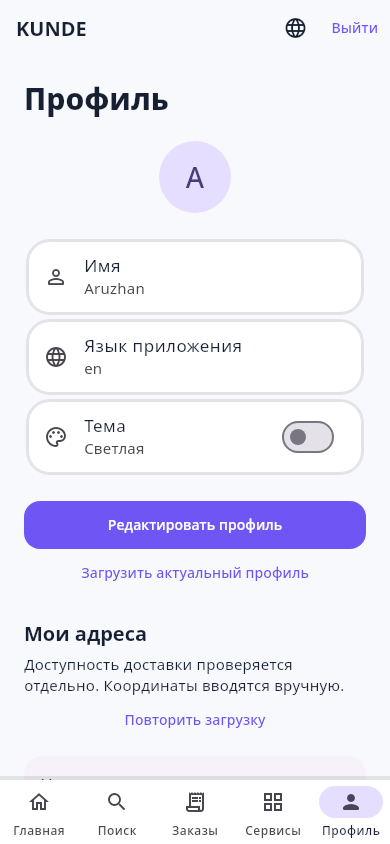 KUNDE
Выйти
Профиль
A
Имя
Aruzhan
Язык приложения
en
Тема
Светлая
Редактировать профиль
Загрузить актуальный профиль
Мои адреса
Доступность доставки проверяется
отдельно. Координаты вводятся вручную.
Повторить загрузку
Главная
Поиск
Заказы
Сервисы
Профиль